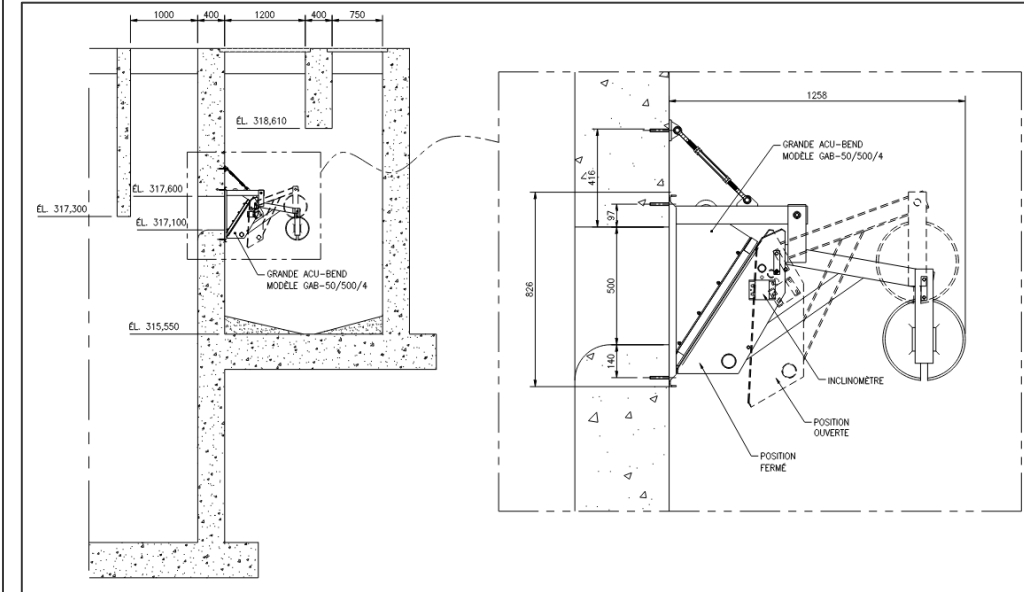 1000 400 1200 400 750
ÉL. 318,610
ÉL. 317,600
ÉL. 317,300
ÉL. 317,100
GRANDE ACU-BEND
MODÈLE GAB-50/500/4
ÉL. 315,550
1258
GRANDE ACU-BEND
MODÈLE GAB-50/500/4
416
97
826
500
140
INCLINOMÈTRE
POSITION
OUVERTE
POSITION
FERMÉ